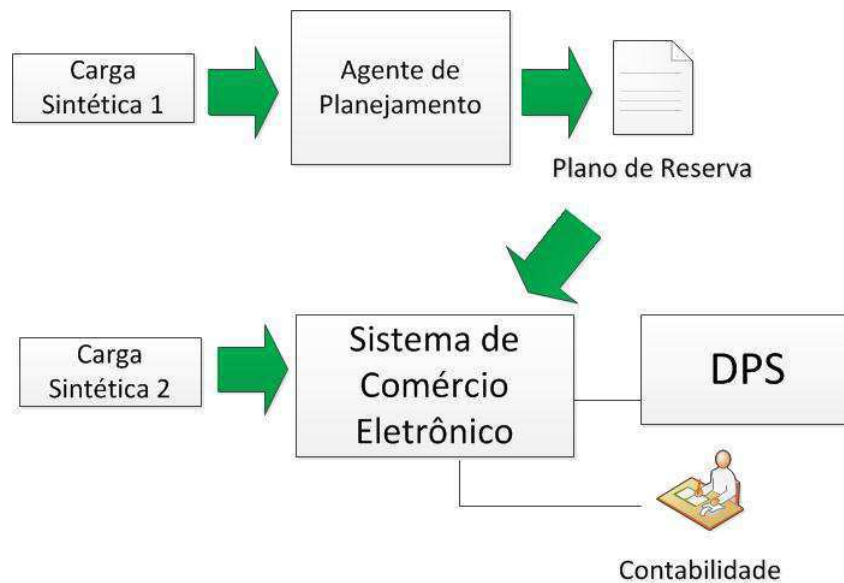 Carga
Sintética 1
Agente de
Planejamento
Plano de Reserva
Carga
Sintética 2
Sistema de
Comércio
Eletrônico
DPS
Contabilidade